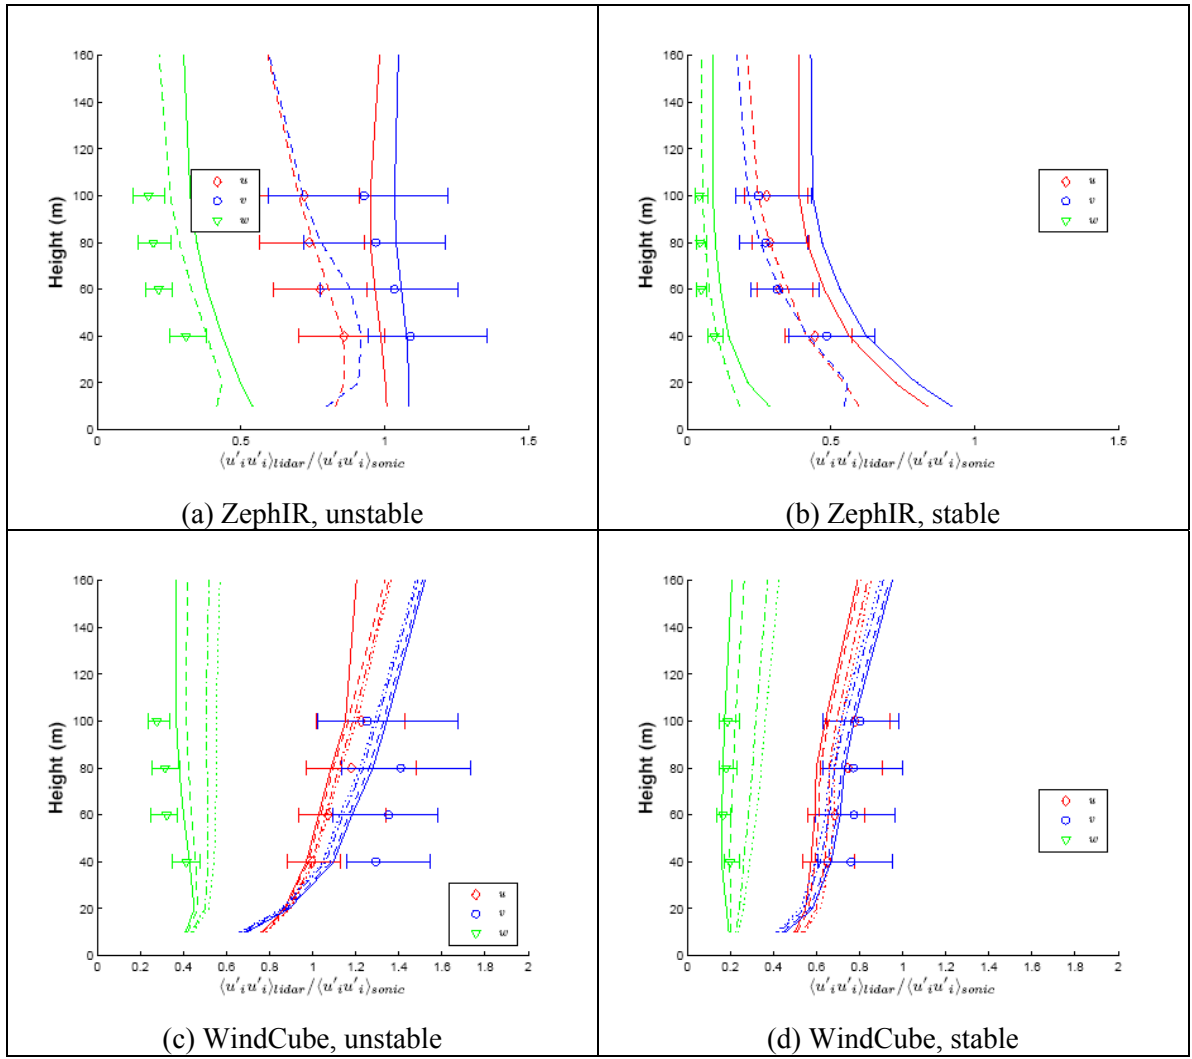 160
140
120
100
80
60
40
20
0
Height (m)
u
v
w
0 0.5 1 1.5
⟨u′ᵢu′ᵢ⟩lidar/⟨u′ᵢu′ᵢ⟩sonic
(a) ZephIR, unstable
160
140
120
100
80
60
40
20
0
Height (m)
u
v
w
0 0.5 1 1.5
⟨u′ᵢu′ᵢ⟩lidar/⟨u′ᵢu′ᵢ⟩sonic
(b) ZephIR, stable
160
140
120
100
80
60
40
20
0
Height (m)
u
v
w
0 0.2 0.4 0.6 0.8 1 1.2 1.4 1.6 1.8 2
⟨u′ᵢu′ᵢ⟩lidar/⟨u′ᵢu′ᵢ⟩sonic
(c) WindCube, unstable
160
140
120
100
80
60
40
20
0
Height (m)
u
v
w
0 0.2 0.4 0.6 0.8 1 1.2 1.4 1.6 1.8 2
⟨u′ᵢu′ᵢ⟩lidar/⟨u′ᵢu′ᵢ⟩sonic
(d) WindCube, stable